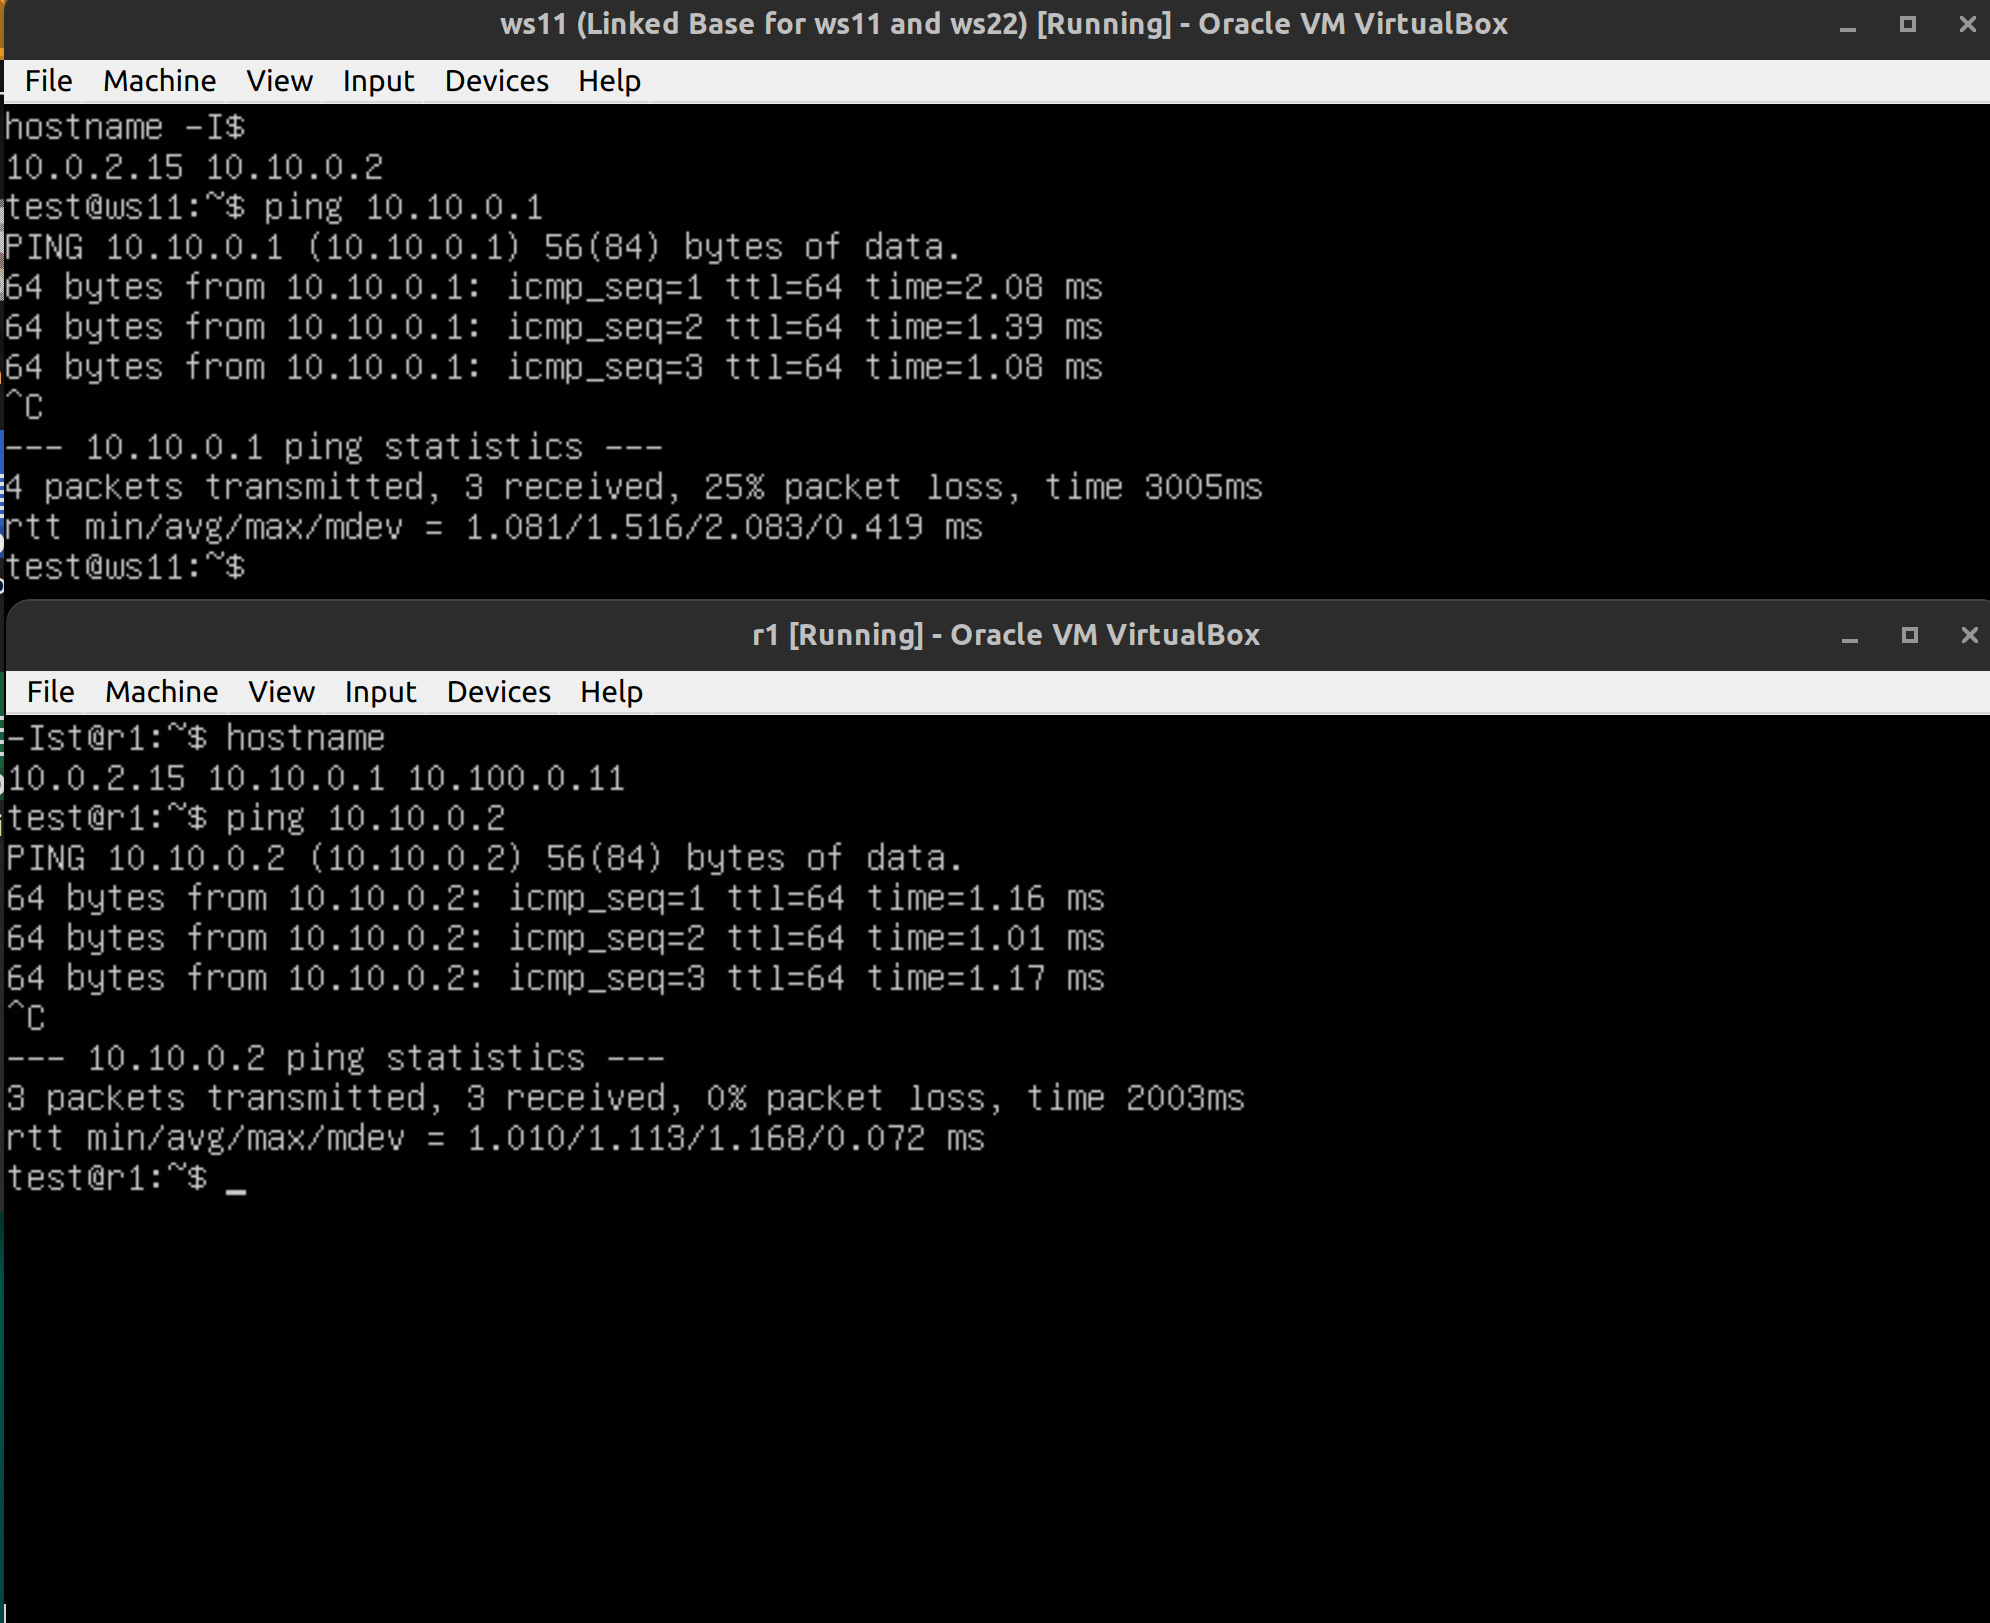 ws11 (Linked Base for ws11 and ws22) [Running] - Oracle VM VirtualBox
File Machine View Input Devices Help
hostname -I$
10.0.2.15 10.10.0.2
test@ws11:~$ ping 10.10.0.1
PING 10.10.0.1 (10.10.0.1) 56(84) bytes of data.
64 bytes from 10.10.0.1: icmp_seq=1 ttl=64 time=2.08 ms
64 bytes from 10.10.0.1: icmp_seq=2 ttl=64 time=1.39 ms
64 bytes from 10.10.0.1: icmp_seq=3 ttl=64 time=1.08 ms
^C
--- 10.10.0.1 ping statistics ---
4 packets transmitted, 3 received, 25% packet loss, time 3005ms
rtt min/avg/max/mdev = 1.081/1.516/2.083/0.419 ms
test@ws11:~$
r1 [Running] - Oracle VM VirtualBox
File Machine View Input Devices Help
-Ist@r1:~$ hostname
10.0.2.15 10.10.0.1 10.100.0.11
test@r1:~$ ping 10.10.0.2
PING 10.10.0.2 (10.10.0.2) 56(84) bytes of data.
64 bytes from 10.10.0.2: icmp_seq=1 ttl=64 time=1.16 ms
64 bytes from 10.10.0.2: icmp_seq=2 ttl=64 time=1.01 ms
64 bytes from 10.10.0.2: icmp_seq=3 ttl=64 time=1.17 ms
^C
--- 10.10.0.2 ping statistics ---
3 packets transmitted, 3 received, 0% packet loss, time 2003ms
rtt min/avg/max/mdev = 1.010/1.113/1.168/0.072 ms
test@r1:~$ _